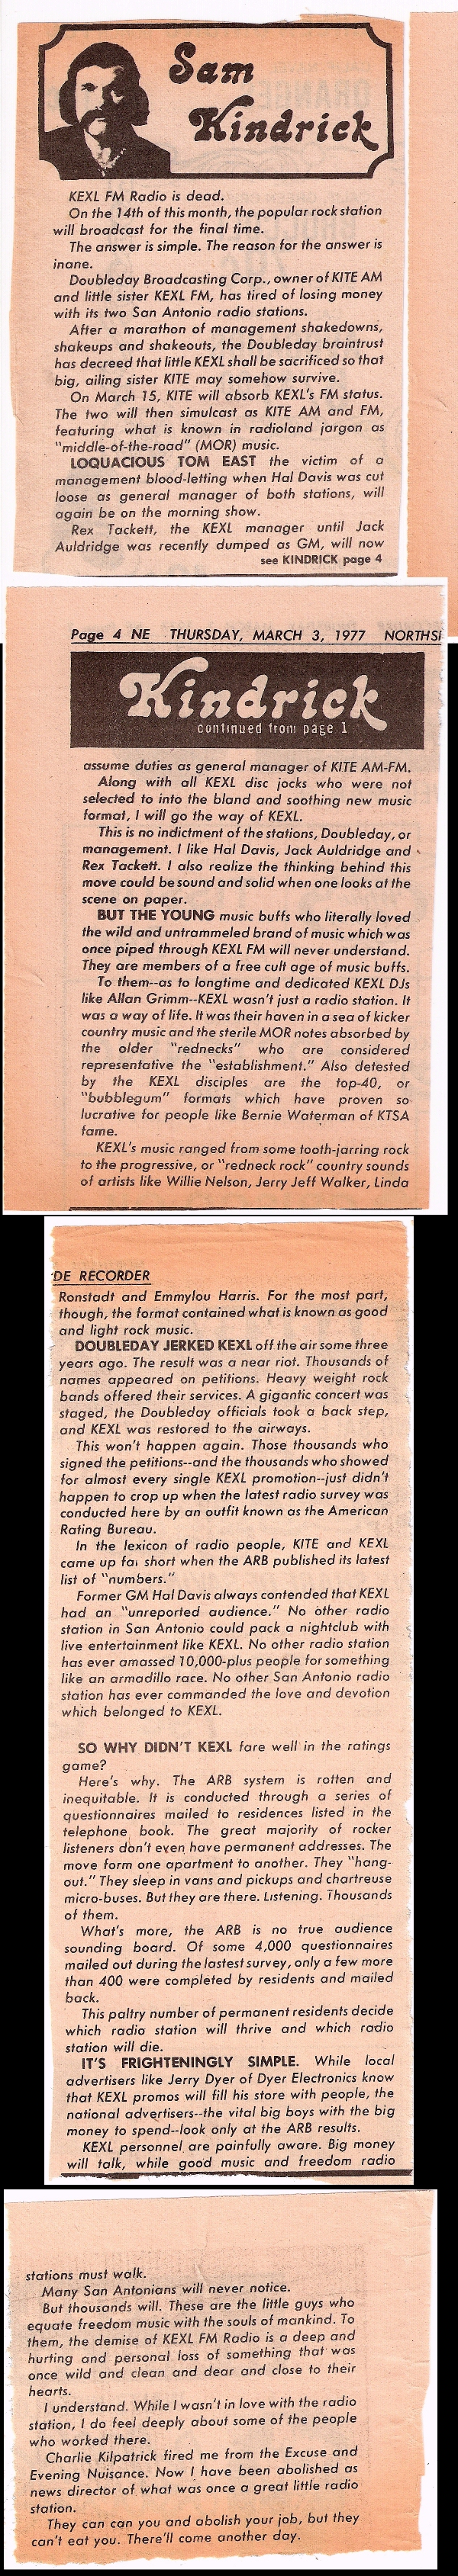 Sam
Kindrick
KEXL FM Radio is dead.
On the 14th of this month, the popular rock station
will broadcast for the final time.
The answer is simple. The reason for the answer is
inane.
Doubleday Broadcasting Corp., owner of KITE AM
and little sister KEXL FM, has tired of losing money
with its two San Antonio radio stations.
After a marathon of management shakedowns,
shakeups and shakeouts, the Doubleday braintrust
has decreed that little KEXL shall be sacrificed so that
big, ailing sister KITE may somehow survive.
On March 15, KITE will absorb KEXL's FM status.
The two will then simulcast as KITE AM and FM,
featuring what is known in radioland jargon as
"middle-of-the-road" (MOR) music.
LOQUACIOUS TOM EAST the victim of a
management blood-letting when Hal Davis was cut
loose as general manager of both stations, will
again be on the morning show.
Rex Tackett, the KEXL manager until Jack
Auldridge was recently dumped as GM, will now
see KINDRICK page 4
Page 4 NE THURSDAY, MARCH 3, 1977 NORTHSI
Kindrick
continued from page 1
assume duties as general manager of KITE AM-FM.
Along with all KEXL disc jocks who were not
selected to into the bland and soothing new music
format, I will go the way of KEXL.
This is no indictment of the stations, Doubleday, or
management. I like Hal Davis, Jack Auldridge and
Rex Tackett. I also realize the thinking behind this
move could be sound and solid when one looks at the
scene on paper.
BUT THE YOUNG music buffs who literally loved
the wild and untrammeled brand of music which was
once piped through KEXL FM will never understand.
They are members of a free cult age of music buffs.
To them--as to longtime and dedicated KEXL DJs
like Allan Grimm--KEXL wasn't just a radio station. It
was a way of life. It was their haven in a sea of kicker
country music and the sterile MOR notes absorbed by
the older "rednecks" who are considered
representative the "establishment." Also detested
by the KEXL disciples are the top-40, or
"bubblegum" formats which have proven so
lucrative for people like Bernie Waterman of KTSA
fame.
KEXL's music ranged from some tooth-jarring rock
to the progressive, or "redneck rock" country sounds
of artists like Willie Nelson, Jerry Jeff Walker, Linda
DE RECORDER
Ronstadt and Emmylou Harris. For the most part,
though, the format contained what is known as good
and light rock music.
DOUBLEDAY JERKED KEXL off the air some three
years ago. The result was a near riot. Thousands of
names appeared on petitions. Heavy weight rock
bands offered their services. A gigantic concert was
staged, the Doubleday officials took a back step,
and KEXL was restored to the airways.
This won't happen again. Those thousands who
signed the petitions--and the thousands who showed
for almost every single KEXL promotion--just didn't
happen to crop up when the latest radio survey was
conducted here by an outfit known as the American
Rating Bureau.
In the lexicon of radio people, KITE and KEXL
came up far short when the ARB published its latest
list of "numbers."
Former GM Hal Davis always contended that KEXL
had an "unreported audience." No other radio
station in San Antonio could pack a nightclub with
live entertainment like KEXL. No other radio station
has ever amassed 10,000-plus people for something
like an armadillo race. No other San Antonio radio
station has ever commanded the love and devotion
which belonged to KEXL.
SO WHY DIDN'T KEXL fare well in the ratings
game?
Here's why. The ARB system is rotten and
inequitable. It is conducted through a series of
questionnaires mailed to residences listed in the
telephone book. The great majority of rocker
listeners don't even have permanent addresses. The
move form one apartment to another. They "hang-
out." They sleep in vans and pickups and chartreuse
micro-buses. But they are there. Listening. Thousands
of them.
What's more, the ARB is no true audience
sounding board. Of some 4,000 questionnaires
mailed out during the lastest survey, only a few more
than 400 were completed by residents and mailed
back.
This paltry number of permanent residents decide
which radio station will thrive and which radio
station will die.
IT'S FRIGHTENINGLY SIMPLE. While local
advertisers like Jerry Dyer of Dyer Electronics know
that KEXL promos will fill his store with people, the
national advertisers--the vital big boys with the big
money to spend--look only at the ARB results.
KEXL personnel are painfully aware. Big money
will talk, while good music and freedom radio
stations must walk.
Many San Antonians will never notice.
But thousands will. These are the little guys who
equate freedom music with the souls of mankind. To
them, the demise of KEXL FM Radio is a deep and
hurting and personal loss of something that was
once wild and clean and dear and close to their
hearts.
I understand. While I wasn't in love with the radio
station, I do feel deeply about some of the people
who worked there.
Charlie Kilpatrick fired me from the Excuse and
Evening Nuisance. Now I have been abolished as
news director of what was once a great little radio
station.
They can can you and abolish your job, but they
can't eat you. There'll come another day.